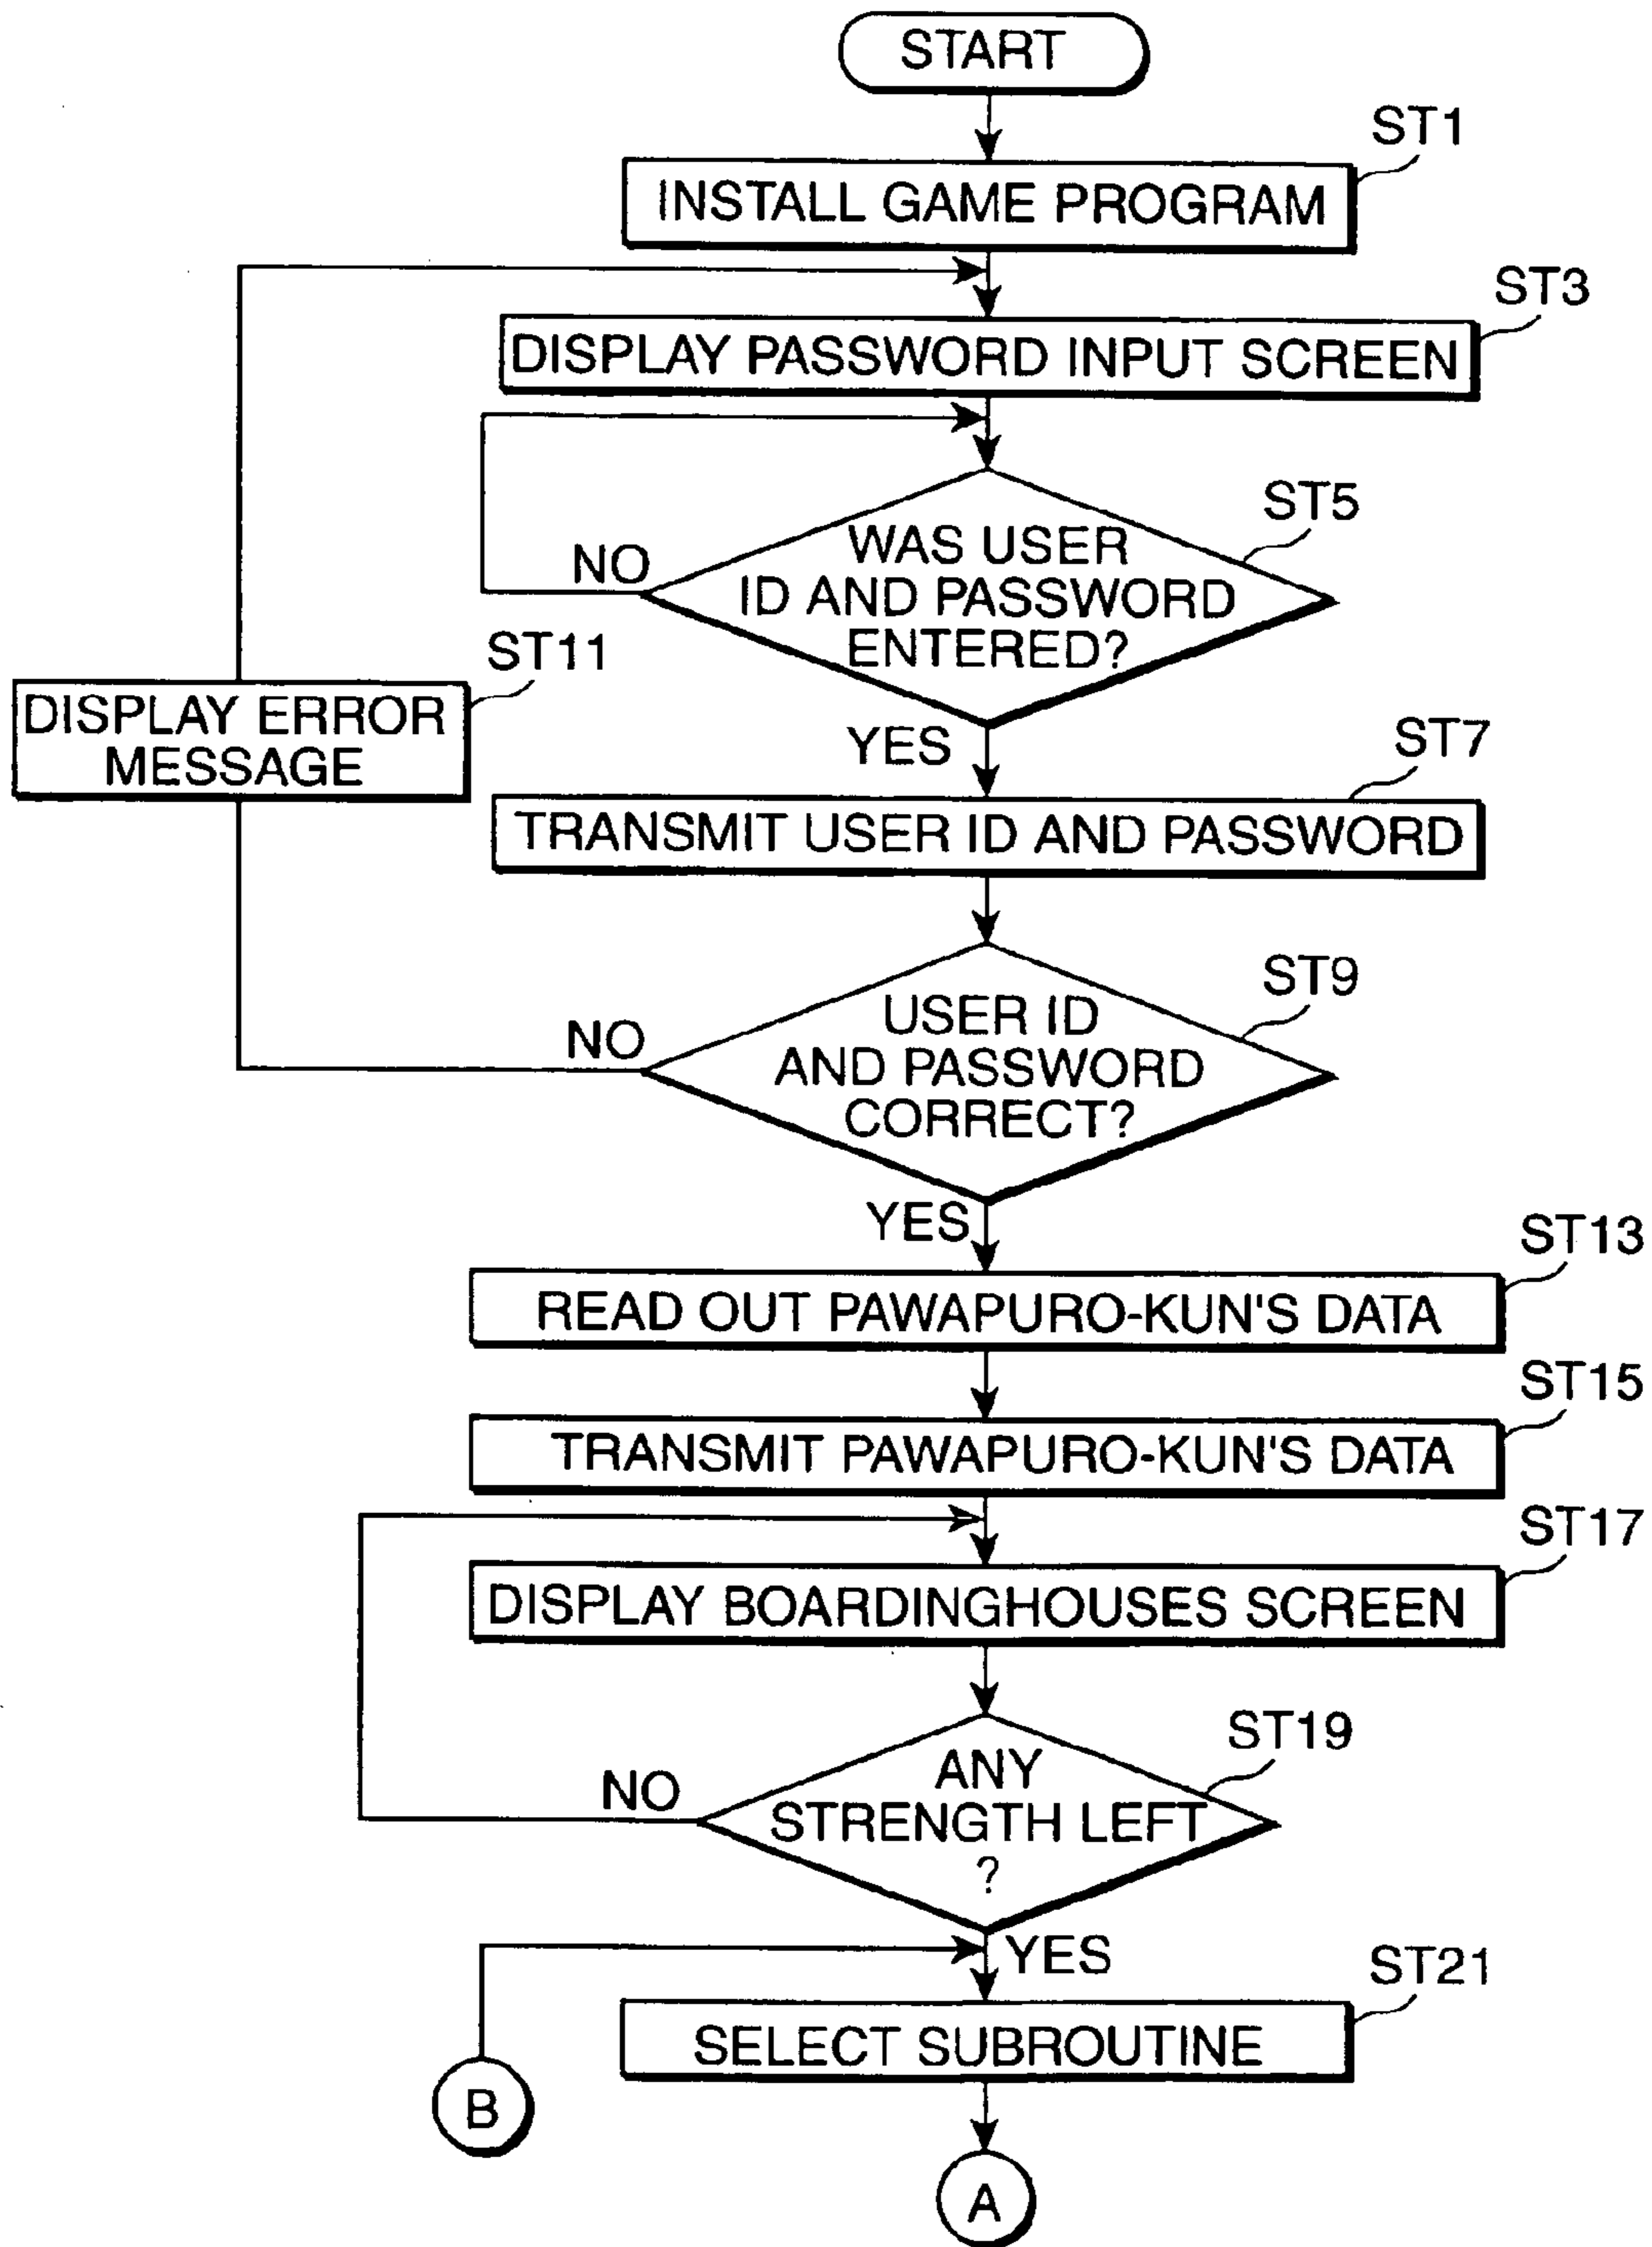 START
ST1
INSTALL GAME PROGRAM
ST3
DISPLAY PASSWORD INPUT SCREEN
ST5
WAS USER
ID AND PASSWORD
ENTERED?
NO
YES
ST11
DISPLAY ERROR
MESSAGE
ST7
TRANSMIT USER ID AND PASSWORD
ST9
USER ID
AND PASSWORD
CORRECT?
NO
YES
ST13
READ OUT PAWAPURO-KUN'S DATA
ST15
TRANSMIT PAWAPURO-KUN'S DATA
ST17
DISPLAY BOARDINGHOUSES SCREEN
ST19
ANY
STRENGTH LEFT
?
NO
YES
ST21
SELECT SUBROUTINE
B
A